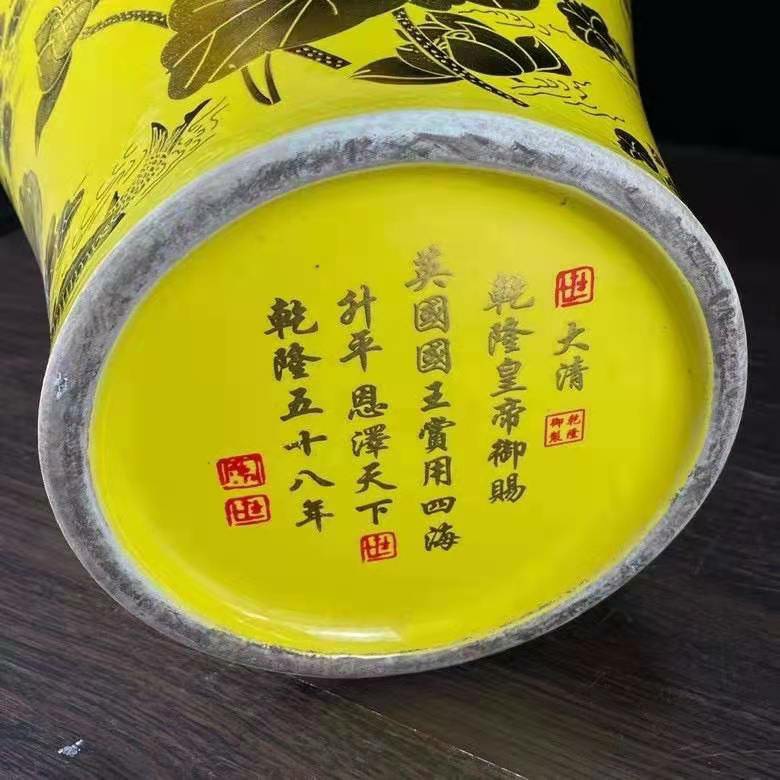 大清
乾隆御製
乾隆皇帝御賜
英國國王賞用四海
升平恩澤天下
乾隆五十八年